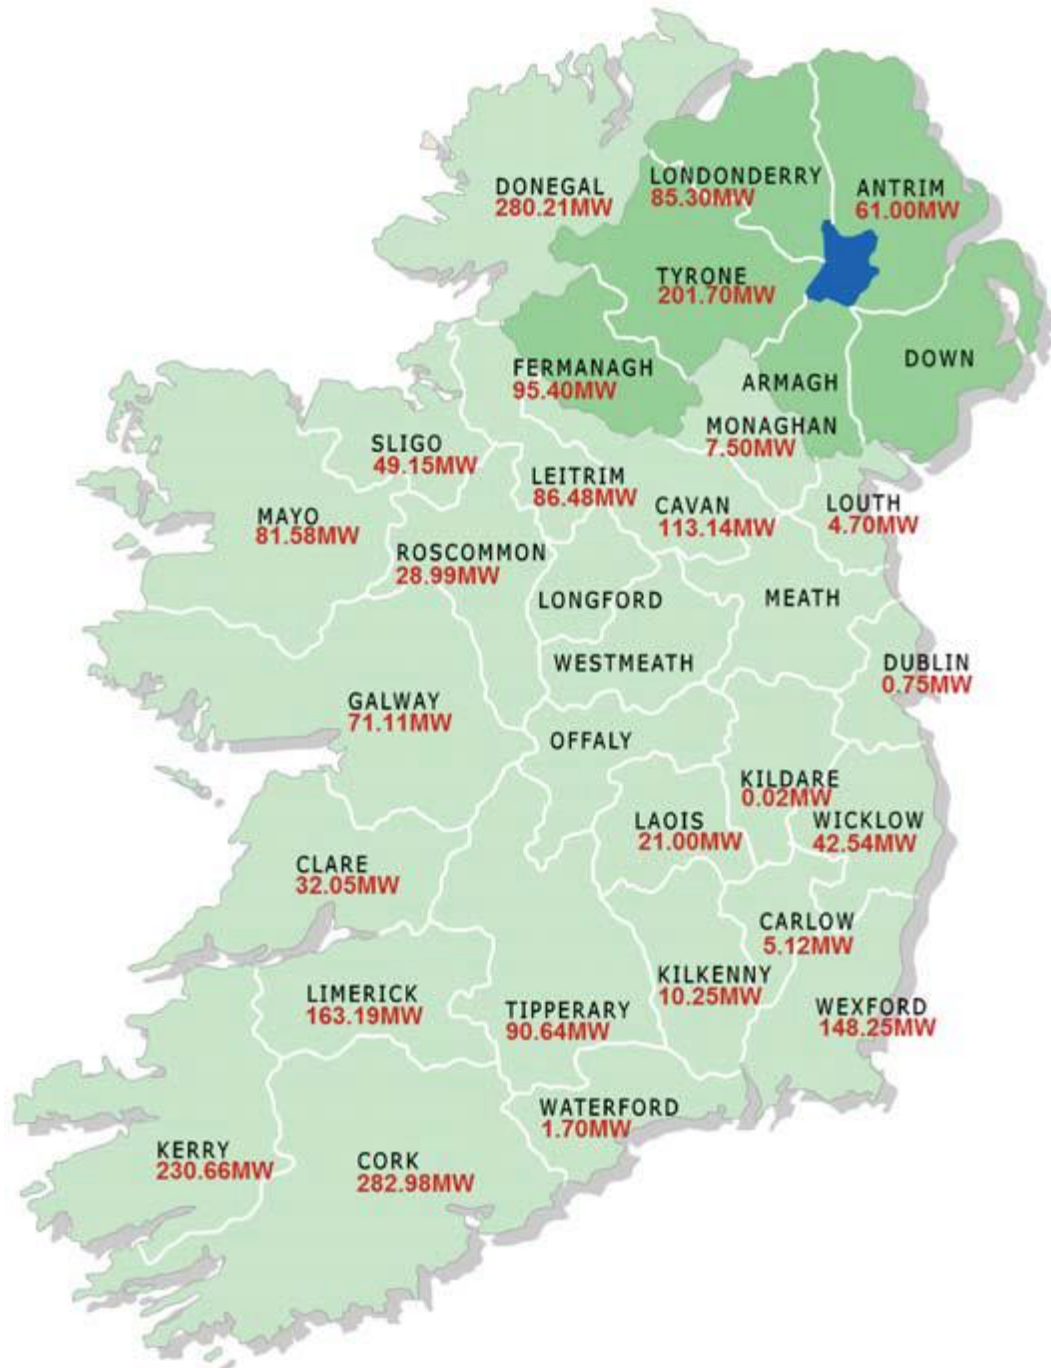 LONDONDERRY
85.30MW
ANTRIM
61.00MW
DONEGAL
280.21MW
TYRONE
201.70MW
DOWN
FERMANAGH
95.40MW
ARMAGH
MONAGHAN
7.50MW
SLIGO
49.15MW
LEITRIM
86.48MW
CAVAN
113.14MW
LOUTH
4.70MW
MAYO
81.58MW
ROSCOMMON
28.99MW
LONGFORD
MEATH
WESTMEATH
DUBLIN
0.75MW
GALWAY
71.11MW
OFFALY
KILDARE
0.02MW
LAOIS
21.00MW
WICKLOW
42.54MW
CLARE
32.05MW
CARLOW
5.12MW
KILKENNY
10.25MW
LIMERICK
163.19MW
TIPPERARY
90.64MW
WEXFORD
148.25MW
WATERFORD
1.70MW
KERRY
230.66MW
CORK
282.98MW